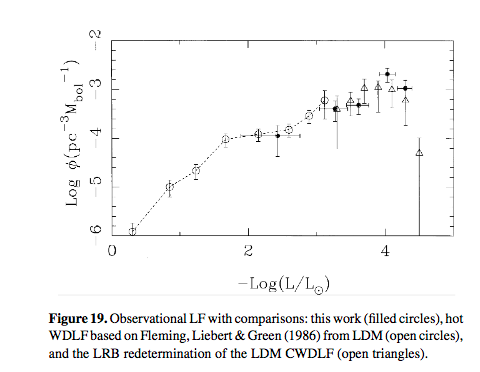 -2
-3
-4
-5
-6
Log φ(pc⁻³M_bol⁻¹)
0 2 4
−Log(L/L☉)
Figure 19. Observational LF with comparisons: this work (filled circles), hot
WDLF based on Fleming, Liebert & Green (1986) from LDM (open circles),
and the LRB redetermination of the LDM CWDLF (open triangles).